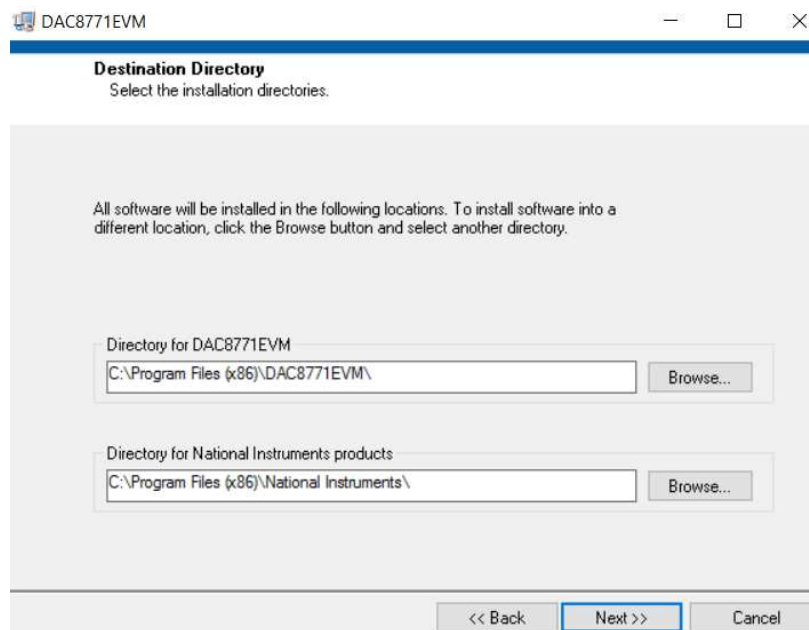 DAC8771EVM
Destination Directory
Select the installation directories.
All software will be installed in the following locations. To install software into a
different location, click the Browse button and select another directory.
Directory for DAC8771EVM
C:\Program Files (x86)\DAC8771EVM\
Browse...
Directory for National Instruments products
C:\Program Files (x86)\National Instruments\
Browse...
<< Back
Next >>
Cancel